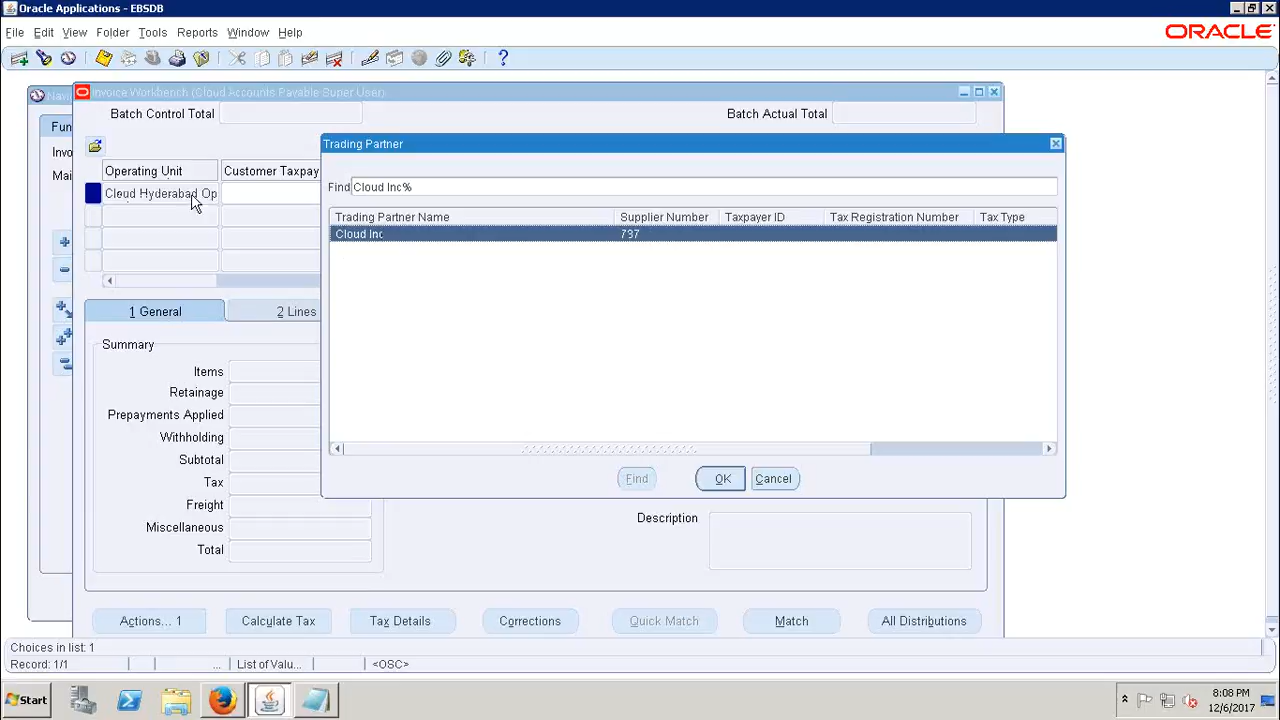 Oracle Applications - EBSDB
File Edit View Folder Tools Reports Window Help
ORACLE
Invoice Workbench (Cloud Accounts Payable Super User)
Batch Control Total
Batch Actual Total
Fun
Trading Partner
Invo
Mai
Operating Unit Customer Taxpay
Find Cloud Inc%
Cloud Hyderabad Op
Trading Partner Name Supplier Number Taxpayer ID Tax Registration Number Tax Type
Cloud Inc 737
1 General
2 Lines
Summary
Items
Retainage
Prepayments Applied
Withholding
Subtotal
Tax
Freight
Miscellaneous
Total
Find OK Cancel
Description
Actions... 1 Calculate Tax Tax Details Corrections Quick Match Match All Distributions
Choices in list: 1
Record: 1/1 ... List of Valu... <OSC>
Start
8:08 PM
12/6/2017